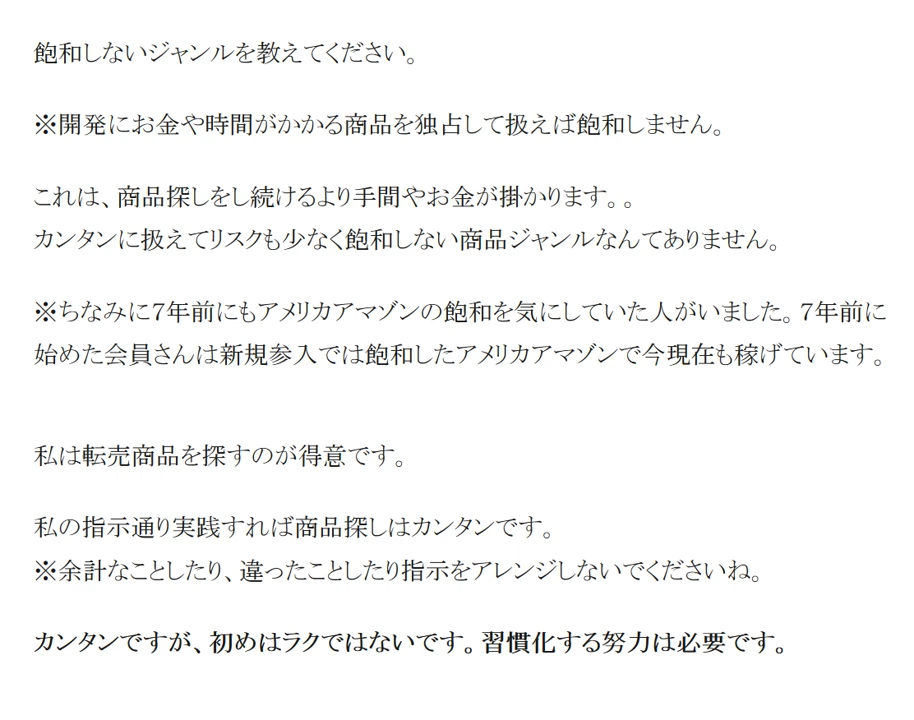 飽和しないジャンルを教えてください。
※開発にお金や時間がかかる商品を独占して扱えば飽和しません。
これは、商品探しをし続けるより手間やお金が掛かります。。
カンタンに扱えてリスクも少なく飽和しない商品ジャンルなんてありません。
※ちなみに７年前にもアメリカアマゾンの飽和を気にしていた人がいました。７年前に
始めた会員さんは新規参入では飽和したアメリカアマゾンで今現在も稼げています。
私は転売商品を探すのが得意です。
私の指示通り実践すれば商品探しはカンタンです。
※余計なことしたり、違ったことしたり指示をアレンジしないでくださいね。
カンタンですが、初めはラクではないです。習慣化する努力は必要です。